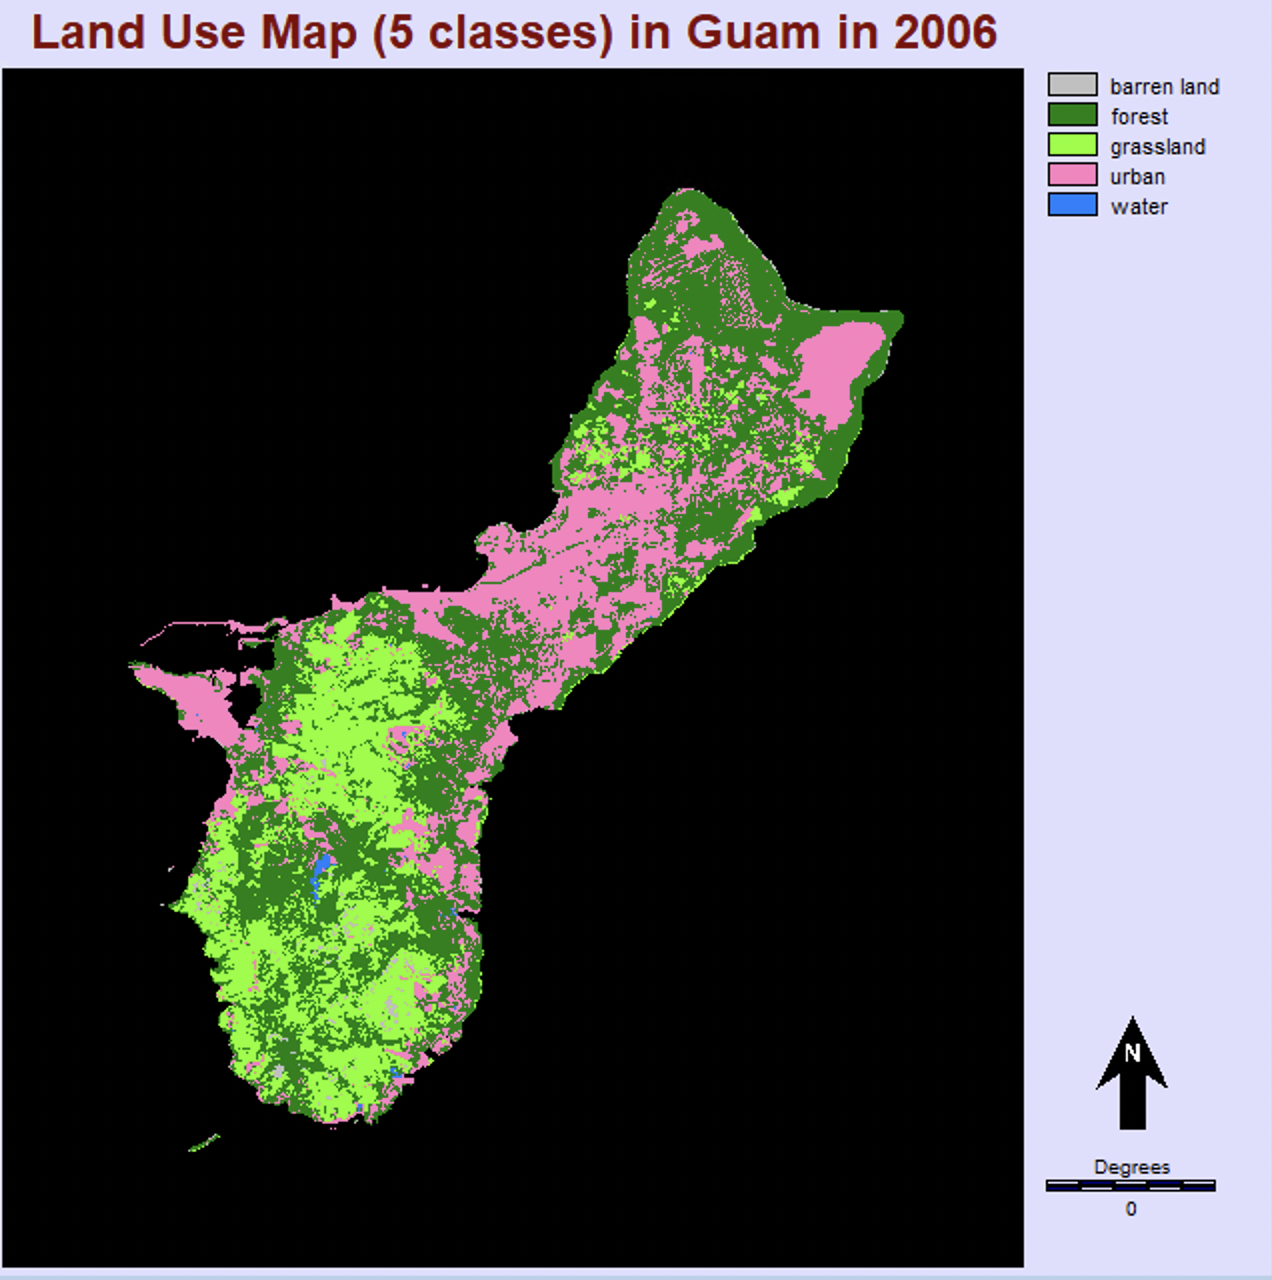 Land Use Map (5 classes) in Guam in 2006
barren land
forest
grassland
urban
water
N
Degrees
0